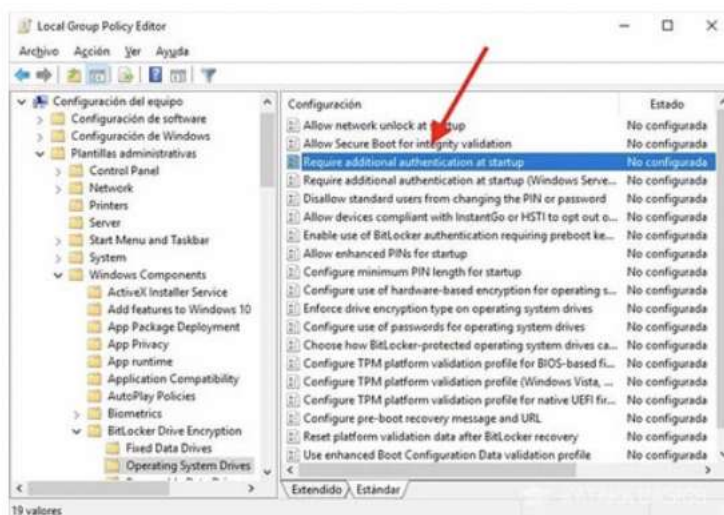 Local Group Policy Editor
Archivo Acción Ver Ayuda
Configuración del equipo
Configuración de software
Configuración de Windows
Plantillas administrativas
Control Panel
Network
Printers
Server
Start Menu and Taskbar
System
Windows Components
ActiveX Installer Service
Add features to Windows 10
App Package Deployment
App Privacy
App runtime
Application Compatibility
AutoPlay Policies
Biometrics
BitLocker Drive Encryption
Fixed Data Drives
Operating System Drives
Configuración Estado
Allow network unlock at startup No configurada
Allow Secure Boot for integrity validation No configurada
Require additional authentication at startup No configurada
Require additional authentication at startup (Windows Serve... No configurada
Disallow standard users from changing the PIN or password No configurada
Allow devices compliant with InstantGo or HSTI to opt out o... No configurada
Enable use of BitLocker authentication requiring preboot ke... No configurada
Allow enhanced PINs for startup No configurada
Configure minimum PIN length for startup No configurada
Configure use of hardware-based encryption for operating s... No configurada
Enforce drive encryption type on operating system drives No configurada
Configure use of passwords for operating system drives No configurada
Choose how BitLocker-protected operating system drives ca... No configurada
Configure TPM platform validation profile for BIOS-based fi... No configurada
Configure TPM platform validation profile (Windows Vista, ... No configurada
Configure TPM platform validation profile for native UEFI fir... No configurada
Configure pre-boot recovery message and URL No configurada
Reset platform validation data after BitLocker recovery No configurada
Use enhanced Boot Configuration Data validation profile No configurada
Extendido Estándar
19 valores